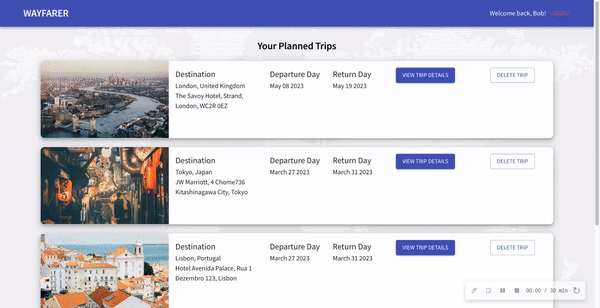 WAYFARER
Welcome back, Bob! LOGOUT
Your Planned Trips
Destination
London, United Kingdom
The Savoy Hotel, Strand,
London, WC2R 0EZ
Departure Day
May 08 2023
Return Day
May 19 2023
VIEW TRIP DETAILS
DELETE TRIP
Destination
Tokyo, Japan
JW Marriott, 4 Chome736
Kitashinagawa City, Tokyo
Departure Day
March 27 2023
Return Day
March 31 2023
VIEW TRIP DETAILS
DELETE TRIP
Destination
Lisbon, Portugal
Hotel Avenida Palace, Rua 1
Dezembro 123, Lisbon
Departure Day
March 27 2023
Return Day
March 31 2023
VIEW TRIP DETAILS
DELETE TRIP
00:00 / 30 min